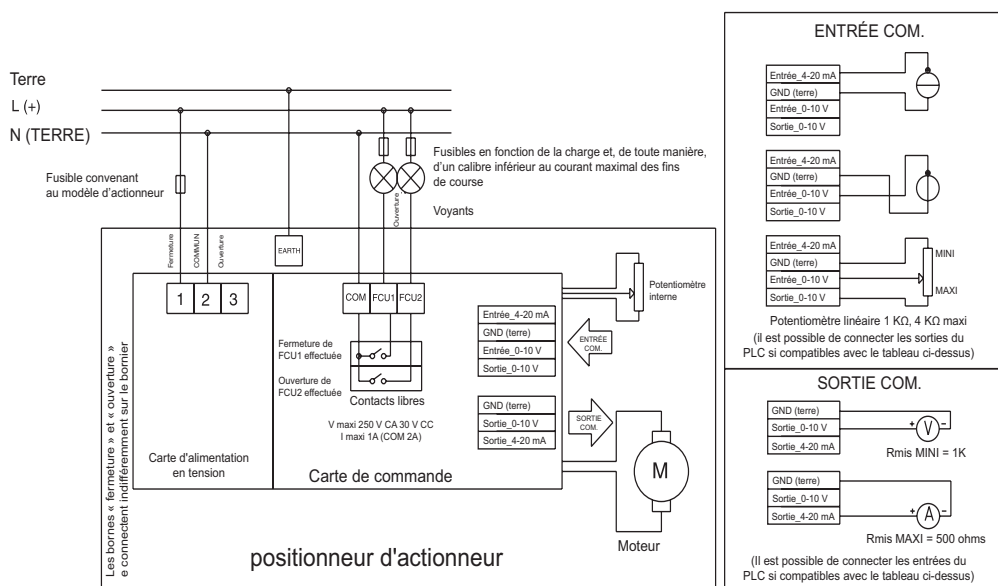 Terre
L (+)
N (TERRE)
Fusible convenant
au modèle d'actionneur
Fusibles en fonction de la charge et, de toute manière,
d'un calibre inférieur au courant maximal des fins
de course
Voyants
Ouverture
Fermeture
COMMUN
Ouverture
EARTH
1
2
3
COM
FCU1
FCU2
Potentiomètre
interne
Entrée_4-20 mA
GND (terre)
Entrée_0-10 V
Sortie_0-10 V
ENTRÉE
COM.
Fermeture de
FCU1 effectuée
Ouverture de
FCU2 effectuée
Contacts libres
V maxi 250 V CA 30 V CC
I maxi 1A (COM 2A)
GND (terre)
Sortie_0-10 V
Sortie_4-20 mA
SORTIE
COM.
Carte d'alimentation
en tension
Carte de commande
M
Moteur
Les bornes « fermeture » et « ouverture »
e connectent indifféremment sur le bornier
positionneur d'actionneur
ENTRÉE COM.
Entrée_4-20 mA
GND (terre)
Entrée_0-10 V
Sortie_0-10 V
Entrée_4-20 mA
GND (terre)
Entrée_0-10 V
Sortie_0-10 V
Entrée_4-20 mA
GND (terre)
Entrée_0-10 V
Sortie_0-10 V
MINI
MAXI
Potentiomètre linéaire 1 KΩ, 4 KΩ maxi
(il est possible de connecter les sorties du
PLC si compatibles avec le tableau ci-dessus)
SORTIE COM.
GND (terre)
Sortie_0-10 V
Sortie_4-20 mA
+ V -
Rmis MINI = 1K
GND (terre)
Sortie_0-10 V
Sortie_4-20 mA
+ A -
Rmis MAXI = 500 ohms
(Il est possible de connecter les entrées du
PLC si compatibles avec le tableau ci-dessus)